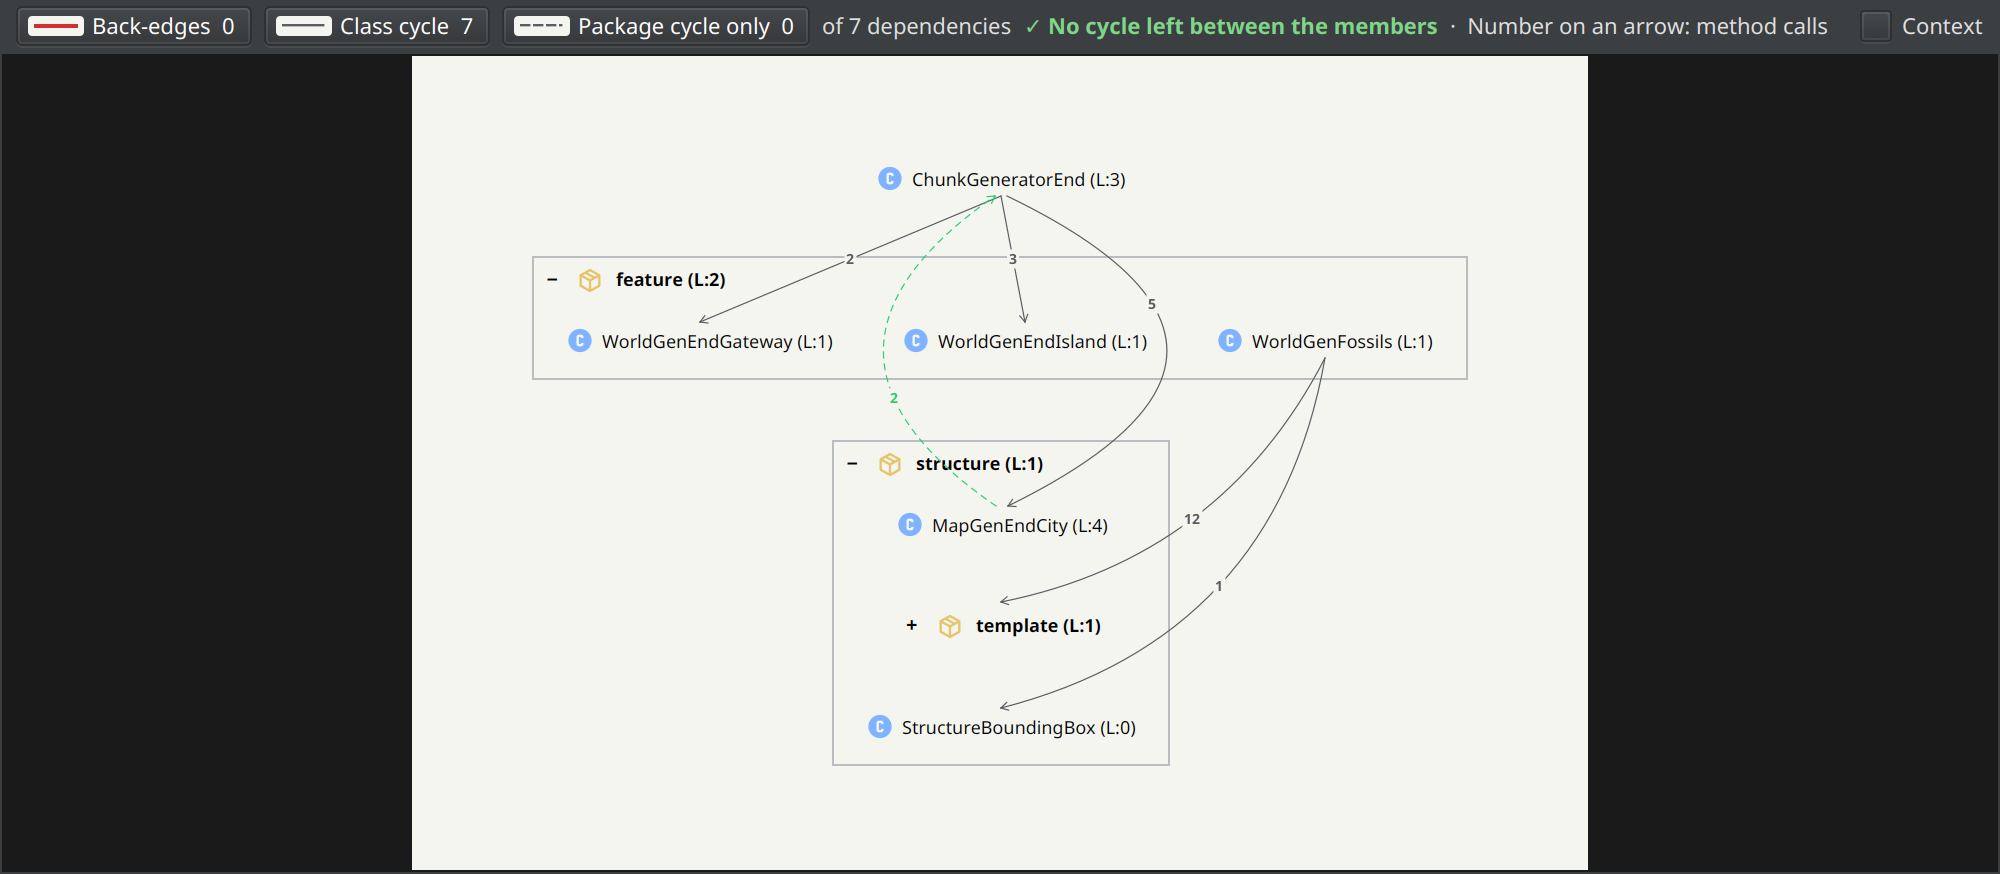 Back-edges 0 Class cycle 7 Package cycle only 0 of 7 dependencies ✓ No cycle left between the members · Number on an arrow: method calls Context
ChunkGeneratorEnd (L:3)
2 3
− feature (L:2)
5
WorldGenEndGateway (L:1) WorldGenEndIsland (L:1) WorldGenFossils (L:1)
2
− structure (L:1)
MapGenEndCity (L:4) 12
1
+ template (L:1)
StructureBoundingBox (L:0)